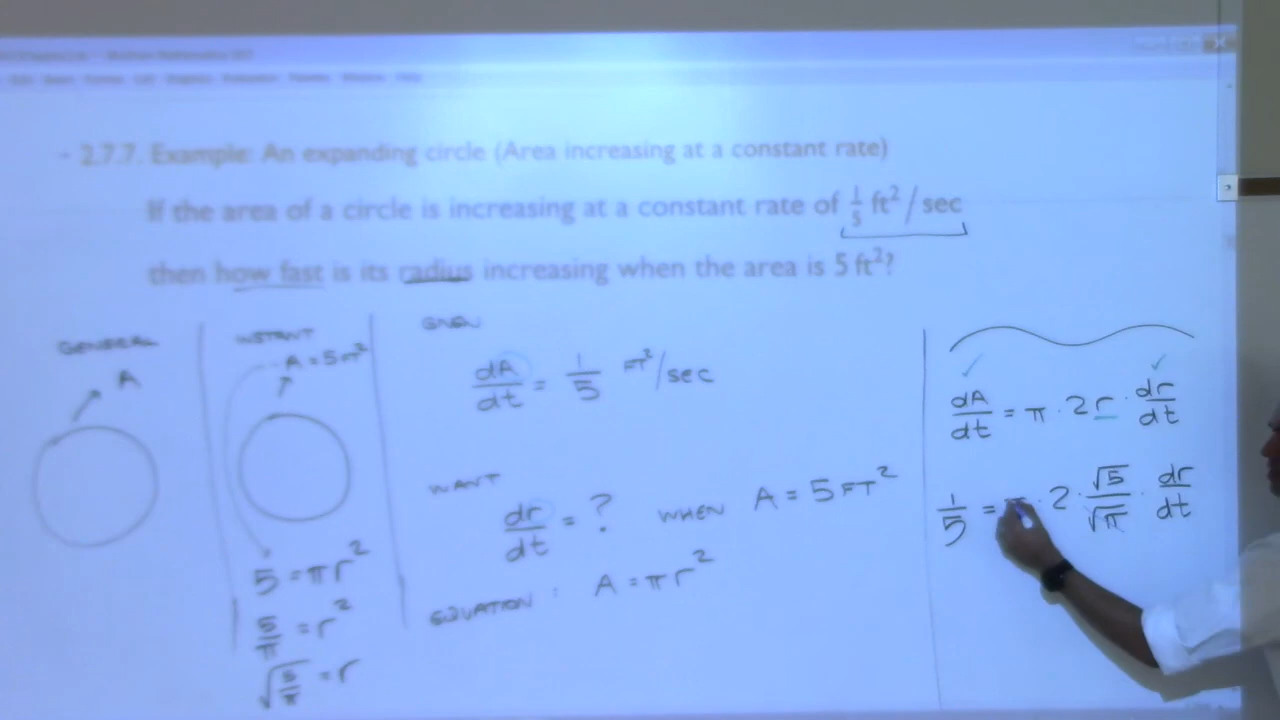 - 2.7.7. Example: An expanding circle (Area increasing at a constant rate)
If the area of a circle is increasing at a constant rate of 1/5 ft²/sec
then how fast is its radius increasing when the area is 5 ft²?
GENERAL
A
INSTANT
A = 5 FT²
5 = πr²
5/π = r²
√(5/π) = r
GIVEN
dA/dt = 1/5 FT²/sec
WANT
dr/dt = ? WHEN A = 5 FT²
EQUATION : A = πr²
dA/dt = π · 2r · dr/dt
1/5 = π · 2 · √5/√π · dr/dt